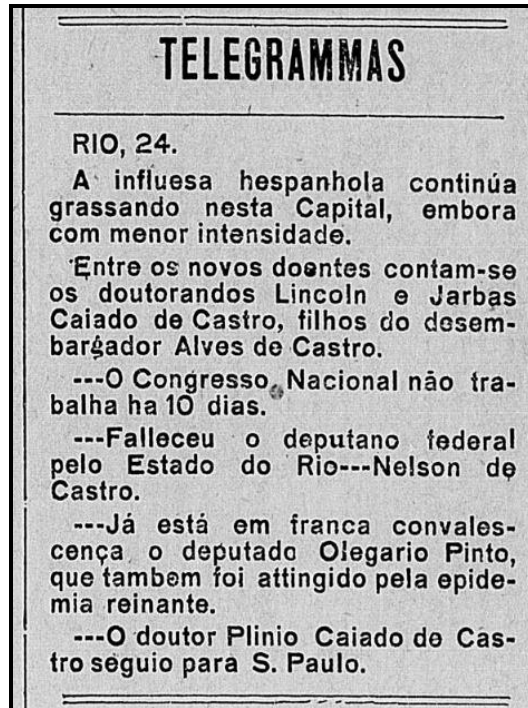 TELEGRAMMAS
RIO, 24.
A influesa hespanhola continúa
grassando nesta Capital, embora
com menor intensidade.
Entre os novos doentes contam-se
os doutorandos Lincoln e Jarbas
Caiado de Castro, filhos do desem-
bargador Alves de Castro.
---O Congresso Nacional não tra-
balha ha 10 dias.
---Falleceu o deputano federal
pelo Estado do Rio---Nelson de
Castro.
---Já está em franca convales-
cença o deputado Olegario Pinto,
que tambem foi attingido pela epide-
mia reinante.
---O doutor Plinio Caiado de Cas-
tro seguio para S. Paulo.